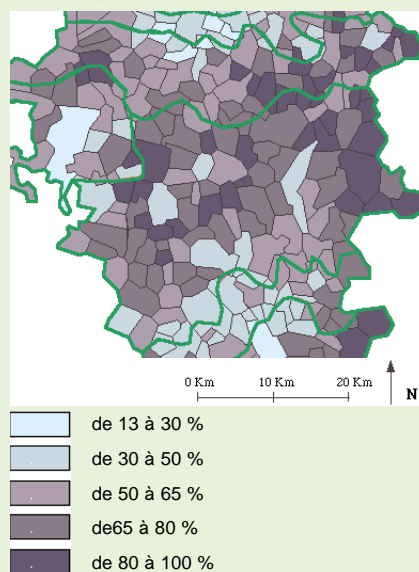 0 Km 10 Km 20 Km N
de 13 à 30 %
de 30 à 50 %
de 50 à 65 %
de65 à 80 %
de 80 à 100 %